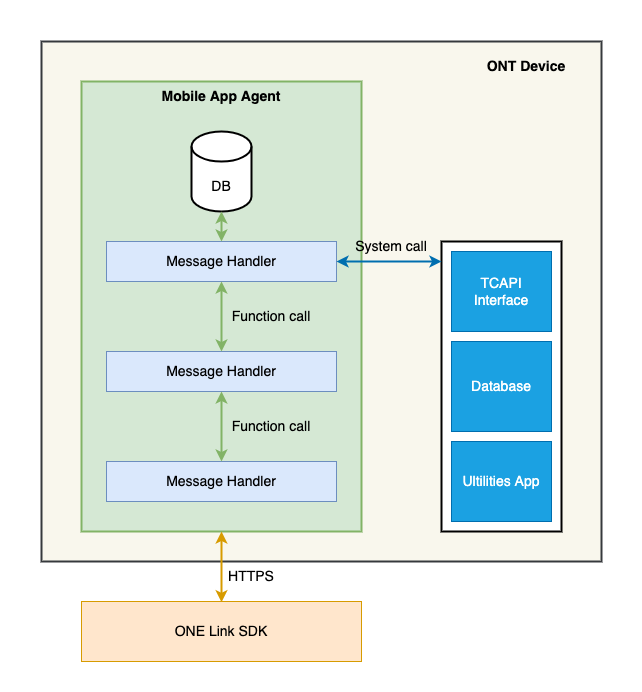 ONT Device
Mobile App Agent
DB
Message Handler
System call
TCAPI
Interface
Function call
Message Handler
Database
Function call
Message Handler
Ultilities App
HTTPS
ONE Link SDK